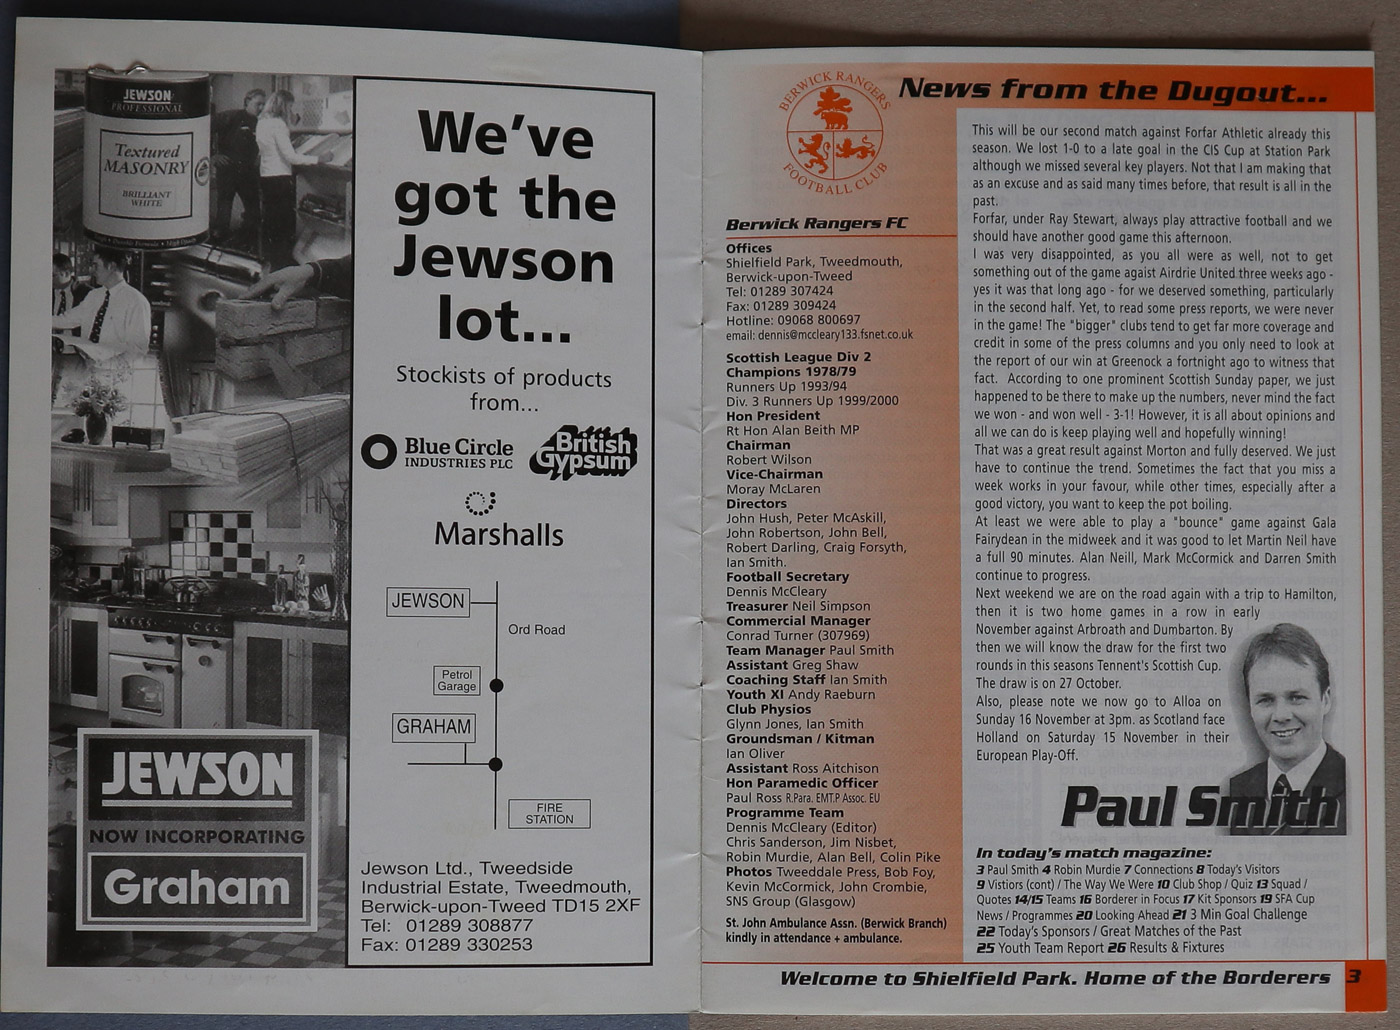 JEWSON
PROFESSIONAL
Textured
MASONRY
BRILLIANT
WHITE
We've
got the
Jewson
lot...
Stockists of products
from...
Blue Circle
INDUSTRIES PLC
British
Gypsum
Marshalls
JEWSON
Ord Road
Petrol
Garage
GRAHAM
FIRE
STATION
JEWSON
NOW INCORPORATING
Graham
Jewson Ltd., Tweedside
Industrial Estate, Tweedmouth,
Berwick-upon-Tweed TD15 2XF
Tel: 01289 308877
Fax: 01289 330253
BERWICK RANGERS
FOOTBALL CLUB
Berwick Rangers FC
Offices
Shielfield Park, Tweedmouth,
Berwick-upon-Tweed
Tel: 01289 307424
Fax: 01289 309424
Hotline: 09068 800697
email: dennis@mccleary133.fsnet.co.uk
Scottish League Div 2
Champions 1978/79
Runners Up 1993/94
Div. 3 Runners Up 1999/2000
Hon President
Rt Hon Alan Beith MP
Chairman
Robert Wilson
Vice-Chairman
Moray McLaren
Directors
John Hush, Peter McAskill,
John Robertson, John Bell,
Robert Darling, Craig Forsyth,
Ian Smith.
Football Secretary
Dennis McCleary
Treasurer Neil Simpson
Commercial Manager
Conrad Turner (307969)
Team Manager Paul Smith
Assistant Greg Shaw
Coaching Staff Ian Smith
Youth XI Andy Raeburn
Club Physios
Glynn Jones, Ian Smith
Groundsman / Kitman
Ian Oliver
Assistant Ross Aitchison
Hon Paramedic Officer
Paul Ross R.Para. EMT.P Assoc. EU
Programme Team
Dennis McCleary (Editor)
Chris Sanderson, Jim Nisbet,
Robin Murdie, Alan Bell, Colin Pike
Photos Tweeddale Press, Bob Foy,
Kevin McCormick, John Crombie,
SNS Group (Glasgow)
St. John Ambulance Assn. (Berwick Branch)
kindly in attendance + ambulance.
News from the Dugout...
This will be our second match against Forfar Athletic already this
season. We lost 1-0 to a late goal in the CIS Cup at Station Park
although we missed several key players. Not that I am making that
as an excuse and as said many times before, that result is all in the
past.
Forfar, under Ray Stewart, always play attractive football and we
should have another good game this afternoon.
I was very disappointed, as you all were as well, not to get
something out of the game agaist Airdrie United three weeks ago -
yes it was that long ago - for we deserved something, particularly
in the second half. Yet, to read some press reports, we were never
in the game! The "bigger" clubs tend to get far more coverage and
credit in some of the press columns and you only need to look at
the report of our win at Greenock a fortnight ago to witness that
fact. According to one prominent Scottish Sunday paper, we just
happened to be there to make up the numbers, never mind the fact
we won - and won well - 3-1! However, it is all about opinions and
all we can do is keep playing well and hopefully winning!
That was a great result against Morton and fully deserved. We just
have to continue the trend. Sometimes the fact that you miss a
week works in your favour, while other times, especially after a
good victory, you want to keep the pot boiling.
At least we were able to play a "bounce" game against Gala
Fairydean in the midweek and it was good to let Martin Neil have
a full 90 minutes. Alan Neill, Mark McCormick and Darren Smith
continue to progress.
Next weekend we are on the road again with a trip to Hamilton,
then it is two home games in a row in early
November against Arbroath and Dumbarton. By
then we will know the draw for the first two
rounds in this seasons Tennent's Scottish Cup.
The draw is on 27 October.
Also, please note we now go to Alloa on
Sunday 16 November at 3pm. as Scotland face
Holland on Saturday 15 November in their
European Play-Off.
Paul Smith
In today's match magazine:
3 Paul Smith 4 Robin Murdie 7 Connections 8 Today's Visitors
9 Vistiors (cont) / The Way We Were 10 Club Shop / Quiz 13 Squad /
Quotes 14/15 Teams 16 Borderer in Focus 17 Kit Sponsors 19 SFA Cup
News / Programmes 20 Looking Ahead 21 3 Min Goal Challenge
22 Today's Sponsors / Great Matches of the Past
25 Youth Team Report 26 Results & Fixtures
Welcome to Shielfield Park. Home of the Borderers 3